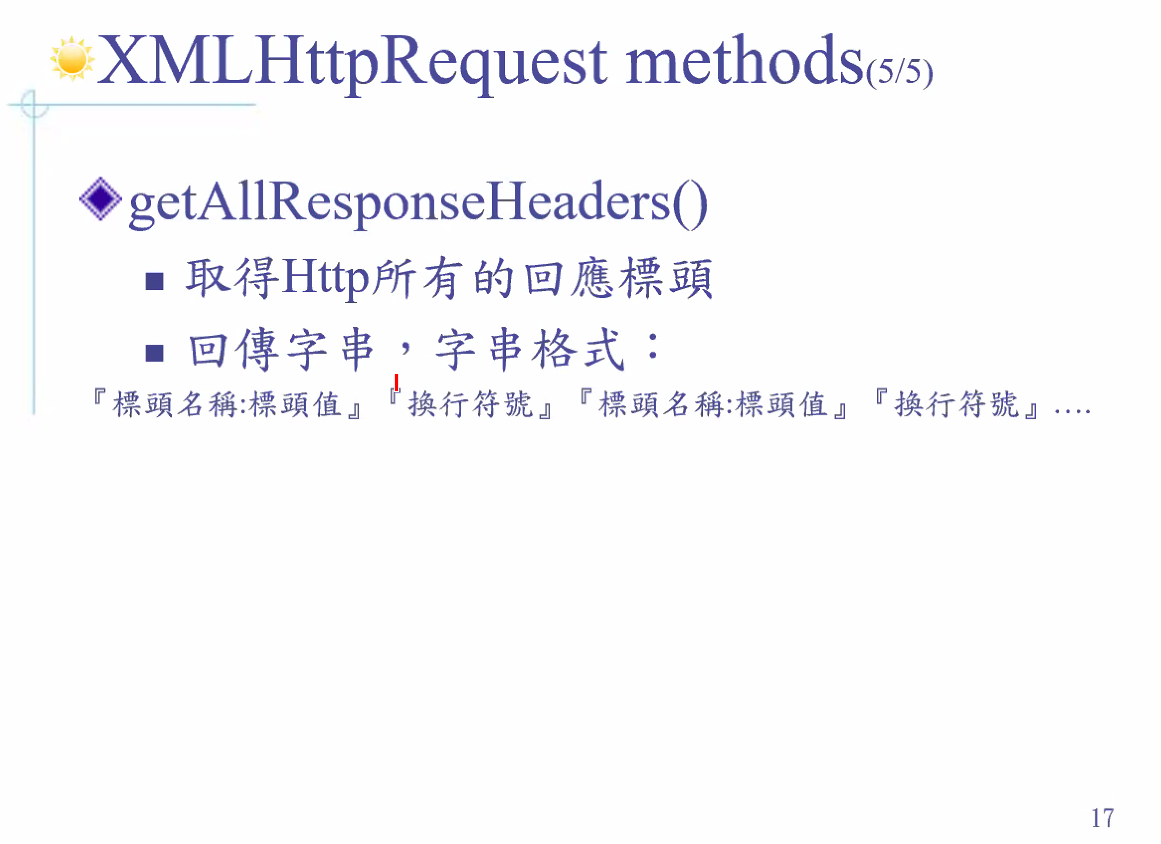 XMLHttpRequest methods(5/5)
getAllResponseHeaders()
取得Http所有的回應標頭
回傳字串，字串格式：
『標頭名稱:標頭值』『換行符號』『標頭名稱:標頭值』『換行符號』….
17